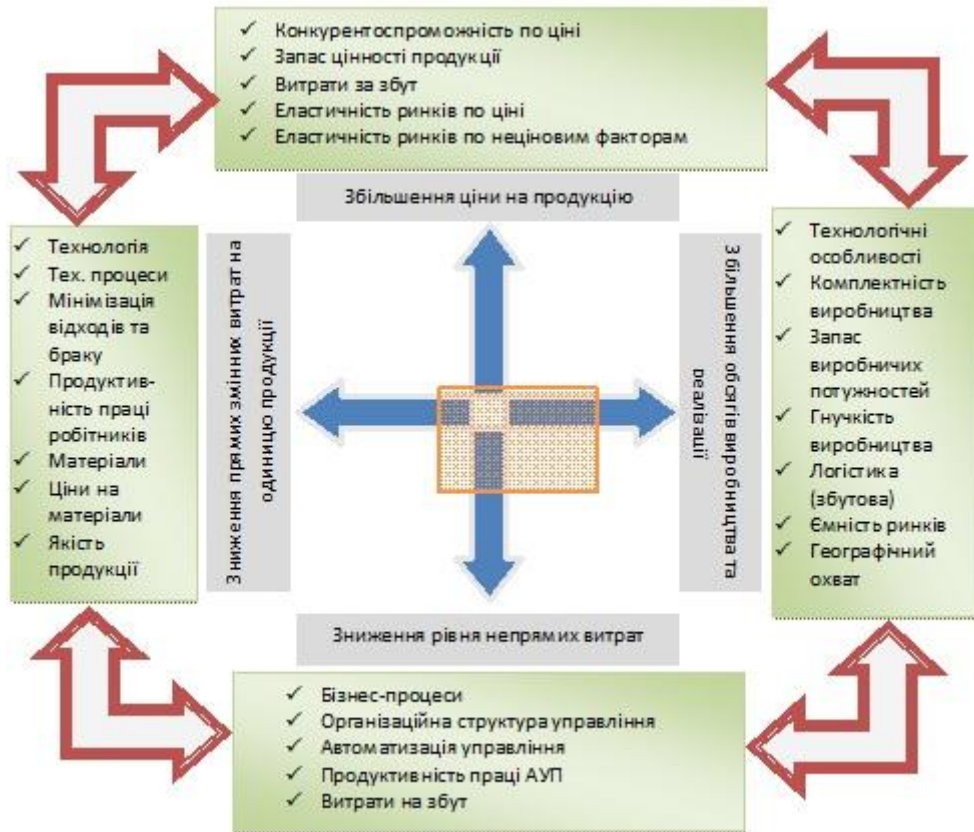 ✓ Конкурентоспроможність по ціні
✓ Запас цінності продукції
✓ Витрати за збут
✓ Еластичність ринків по ціні
✓ Еластичність ринків по неціновим факторам
Збільшення ціни на продукцію
✓ Технологія
✓ Тех. процеси
✓ Мінімізація
відходів та
браку
✓ Продуктив-
ність праці
робітників
✓ Матеріали
✓ Ціни на
матеріали
✓ Якість
продукції
Зниження прямих змінних витрат на
одиницю продукції
Збільшення обсягів виробництва та
реалізації
✓ Технологічні
особливості
✓ Комплектність
виробництва
✓ Запас
виробничих
потужностей
✓ Гнучкість
виробництва
✓ Логістика
(збутова)
✓ Ємність ринків
✓ Географічний
охват
Зниження рівня непрямих витрат
✓ Бізнес-процеси
✓ Організаційна структура управління
✓ Автоматизація управління
✓ Продуктивність праці АУП
✓ Витрати на збут